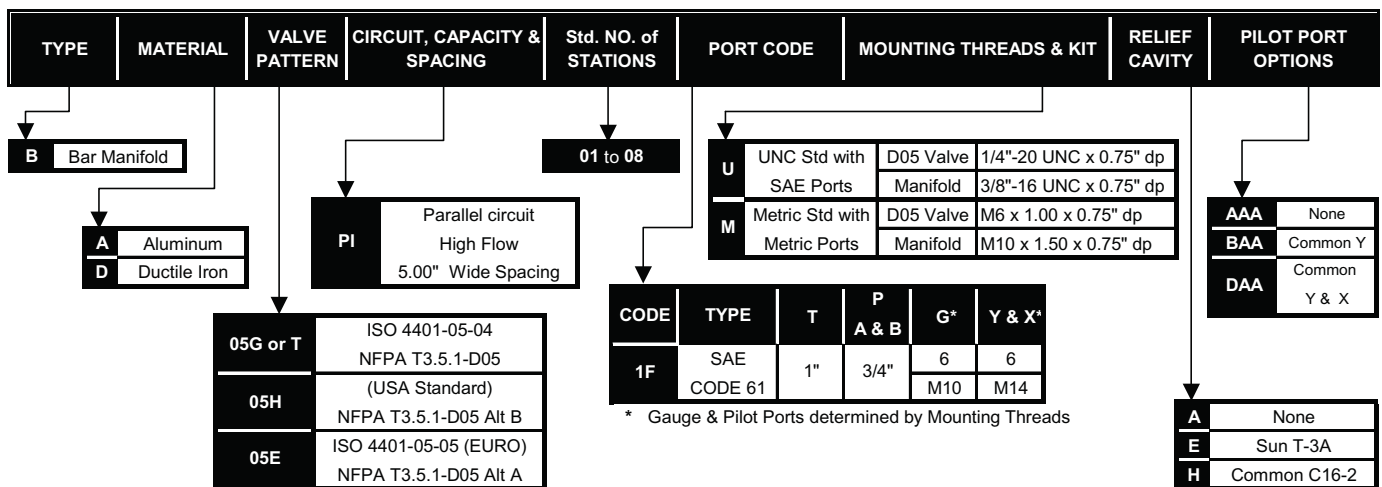 TYPE
MATERIAL
VALVE
PATTERN
CIRCUIT, CAPACITY &
SPACING
Std. NO. of
STATIONS
PORT CODE
MOUNTING THREADS & KIT
RELIEF
CAVITY
PILOT PORT
OPTIONS
B Bar Manifold
A Aluminum
D Ductile Iron
05G or T
ISO 4401-05-04
NFPA T3.5.1-D05
05H
(USA Standard)
NFPA T3.5.1-D05 Alt B
05E
ISO 4401-05-05 (EURO)
NFPA T3.5.1-D05 Alt A
PI
Parallel circuit
High Flow
5.00" Wide Spacing
01 to 08
U
UNC Std with
SAE Ports
D05 Valve 1/4"-20 UNC x 0.75" dp
Manifold 3/8"-16 UNC x 0.75" dp
M
Metric Std with
Metric Ports
D05 Valve M6 x 1.00 x 0.75" dp
Manifold M10 x 1.50 x 0.75" dp
CODE TYPE T
P
A & B
G* Y & X*
1F
SAE
CODE 61
1" 3/4"
6 6
M10 M14
* Gauge & Pilot Ports determined by Mounting Threads
AAA None
BAA Common Y
DAA
Common
Y & X
A None
E Sun T-3A
H Common C16-2